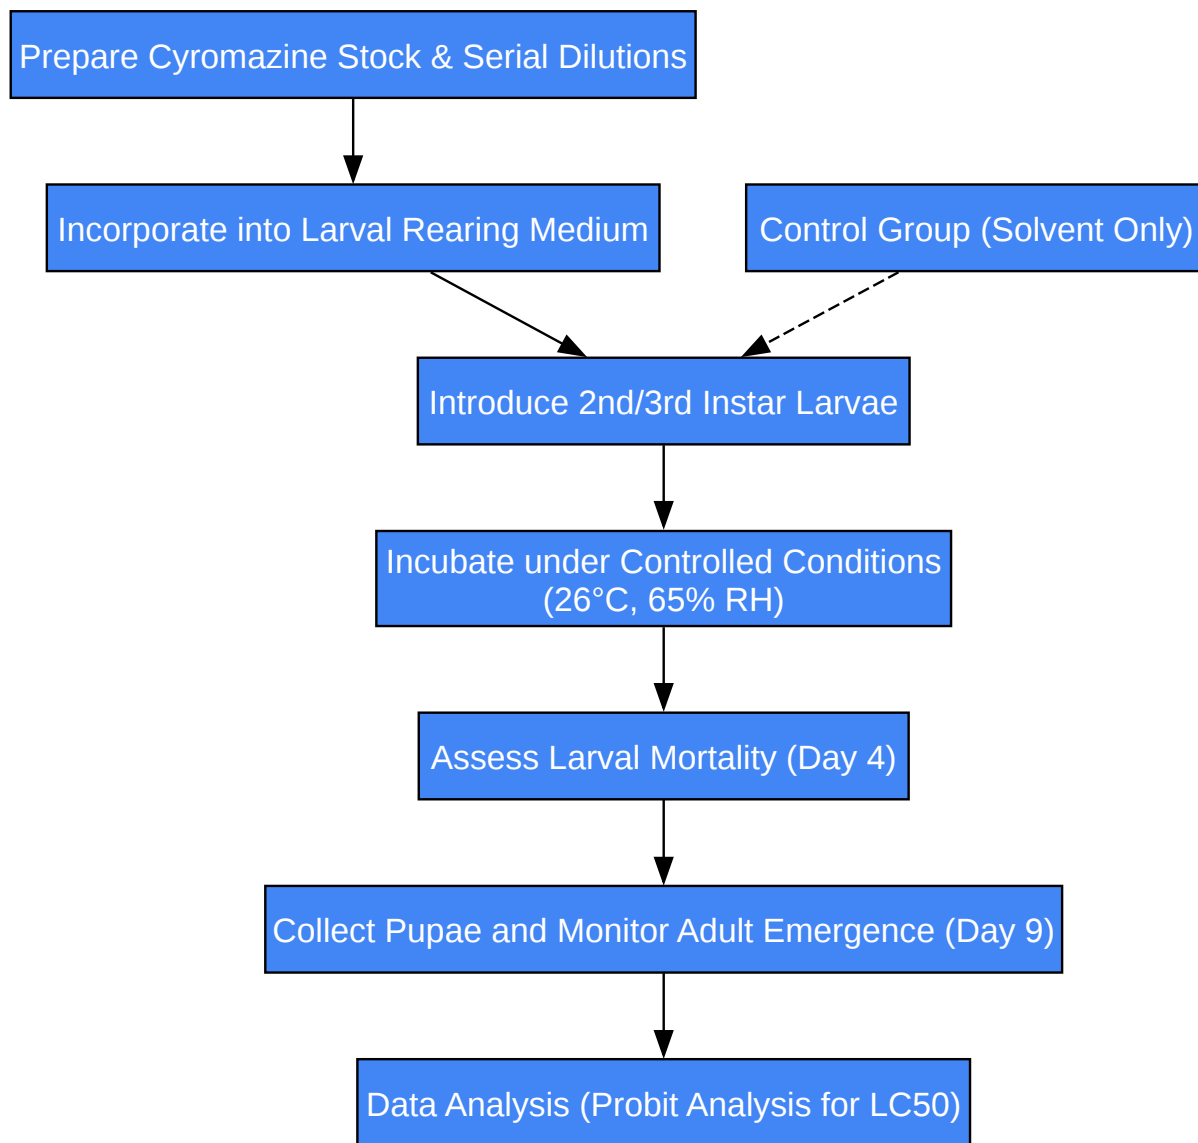 Prepare Cyromazine Stock & Serial Dilutions
Incorporate into Larval Rearing Medium
Control Group (Solvent Only)
Introduce 2nd/3rd Instar Larvae
Incubate under Controlled Conditions
(26°C, 65% RH)
Assess Larval Mortality (Day 4)
Collect Pupae and Monitor Adult Emergence (Day 9)
Data Analysis (Probit Analysis for LC50)